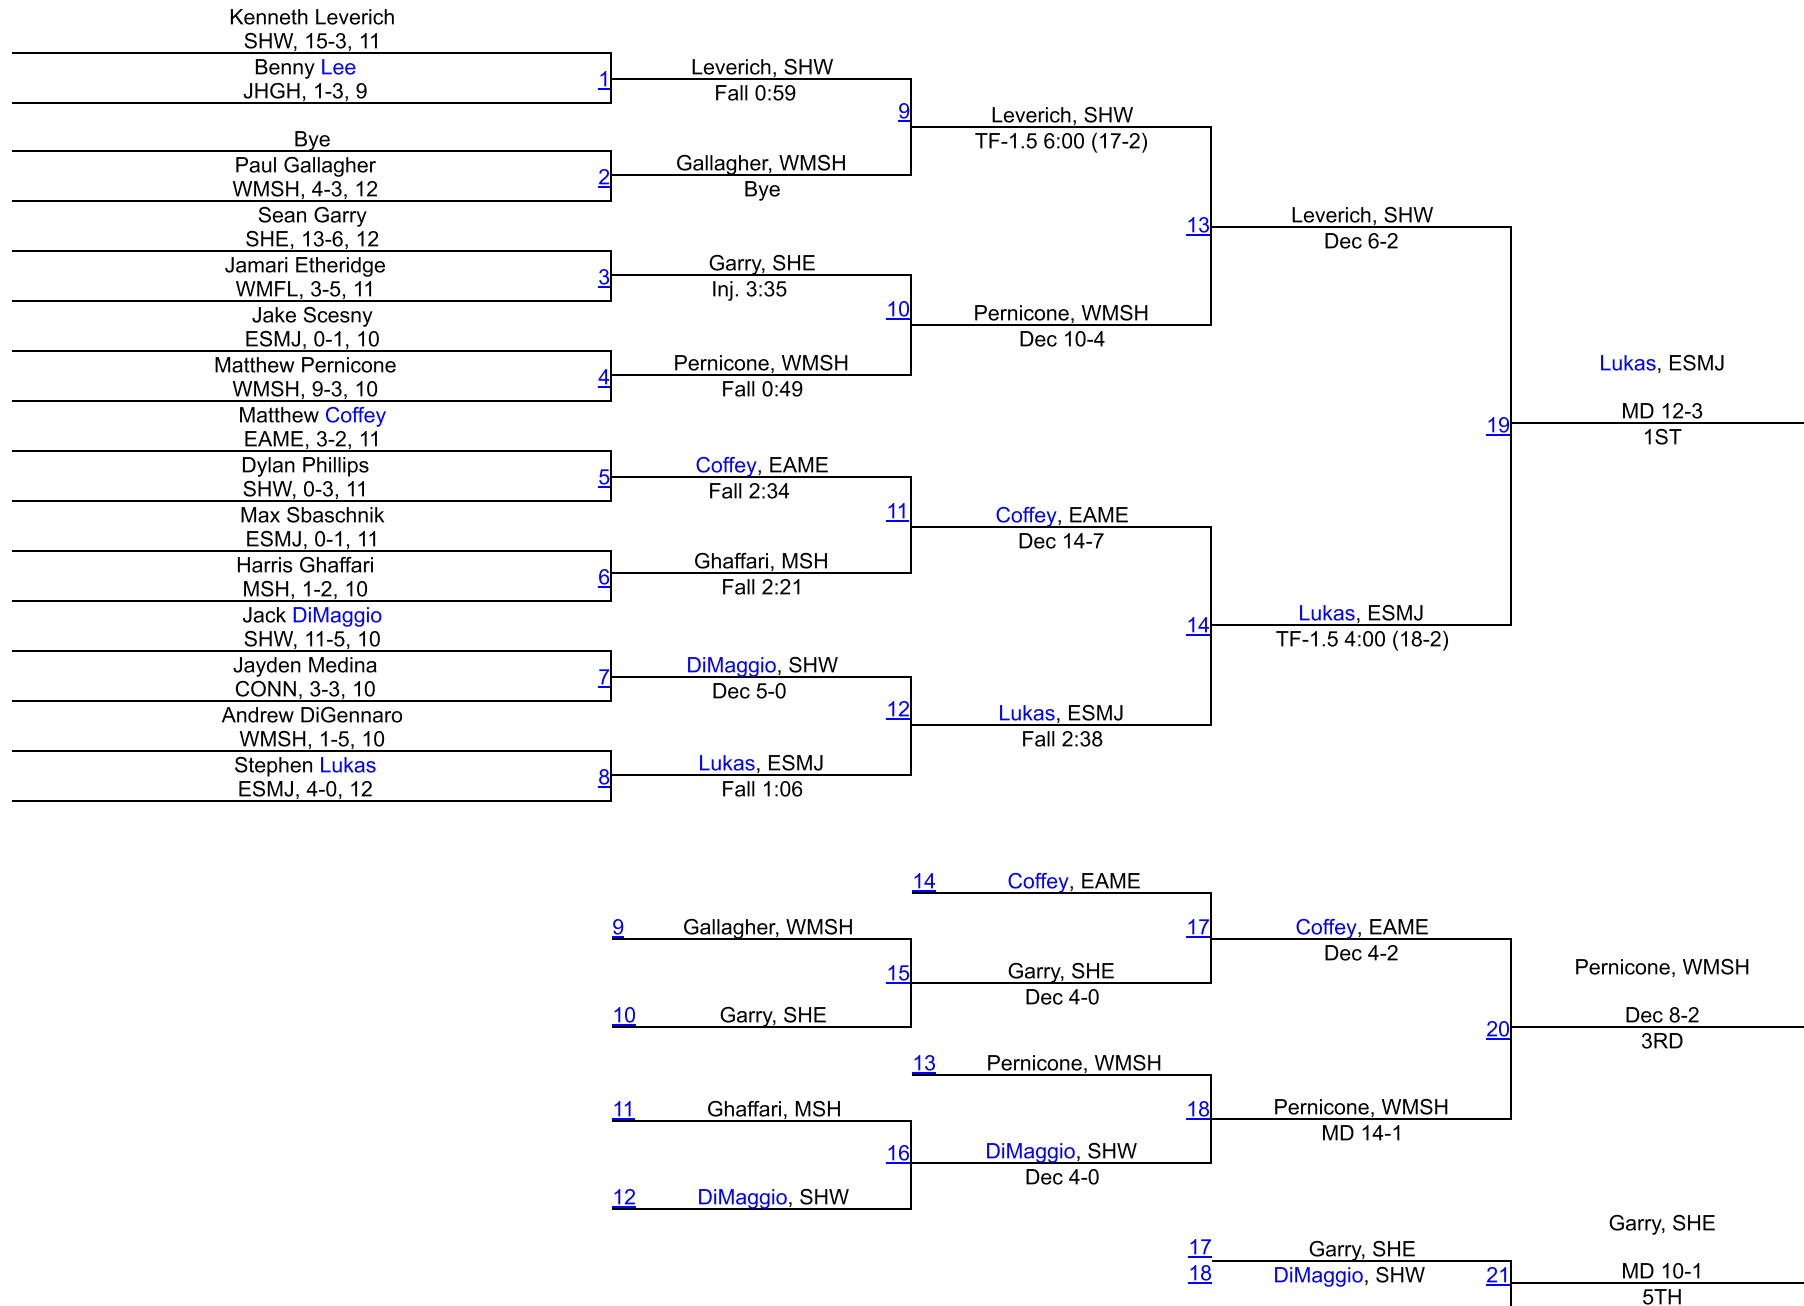 Kenneth Leverich
SHW, 15-3, 11
Benny Lee
JHGH, 1-3, 9
Bye
Paul Gallagher
WMSH, 4-3, 12
Sean Garry
SHE, 13-6, 12
Jamari Etheridge
WMFL, 3-5, 11
Jake Scesny
ESMJ, 0-1, 10
Matthew Pernicone
WMSH, 9-3, 10
Matthew Coffey
EAME, 3-2, 11
Dylan Phillips
SHW, 0-3, 11
Max Sbaschnik
ESMJ, 0-1, 11
Harris Ghaffari
MSH, 1-2, 10
Jack DiMaggio
SHW, 11-5, 10
Jayden Medina
CONN, 3-3, 10
Andrew DiGennaro
WMSH, 1-5, 10
Stephen Lukas
ESMJ, 4-0, 12
1
Leverich, SHW
Fall 0:59
2
Gallagher, WMSH
Bye
3
Garry, SHE
Inj. 3:35
4
Pernicone, WMSH
Fall 0:49
5
Coffey, EAME
Fall 2:34
6
Ghaffari, MSH
Fall 2:21
7
DiMaggio, SHW
Dec 5-0
8
Lukas, ESMJ
Fall 1:06
9
Leverich, SHW
TF-1.5 6:00 (17-2)
10
Pernicone, WMSH
Dec 10-4
11
Coffey, EAME
Dec 14-7
12
Lukas, ESMJ
Fall 2:38
13
Leverich, SHW
Dec 6-2
14
Lukas, ESMJ
TF-1.5 4:00 (18-2)
19
Lukas, ESMJ
MD 12-3
1ST
9
Gallagher, WMSH
10
Garry, SHE
11
Ghaffari, MSH
12
DiMaggio, SHW
14
Coffey, EAME
15
Garry, SHE
Dec 4-0
13
Pernicone, WMSH
16
DiMaggio, SHW
Dec 4-0
17
Coffey, EAME
Dec 4-2
18
Pernicone, WMSH
MD 14-1
20
Pernicone, WMSH
Dec 8-2
3RD
17
Garry, SHE
18
DiMaggio, SHW
21
Garry, SHE
MD 10-1
5TH